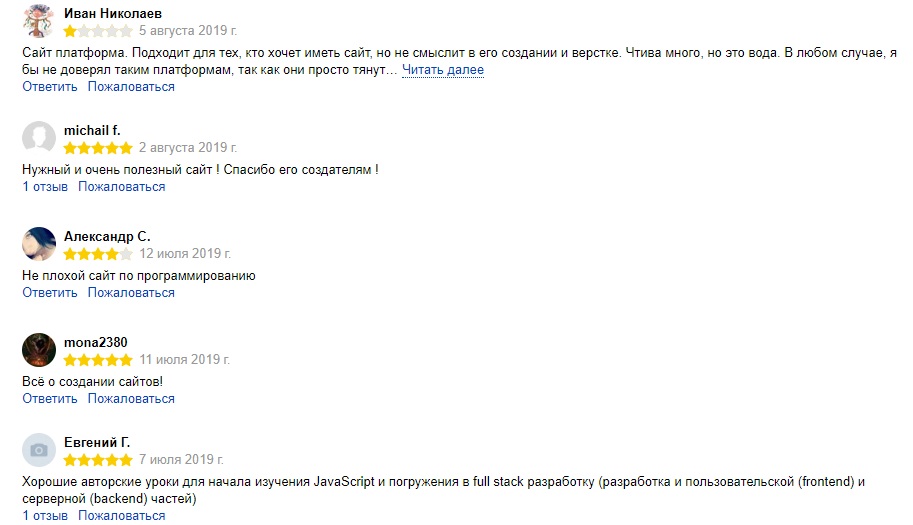 Иван Николаев
5 августа 2019 г.
Сайт платформа. Подходит для тех, кто хочет иметь сайт, но не смыслит в его создании и верстке. Чтива много, но это вода. В любом случае, я
бы не доверял таким платформам, так как они просто тянут… Читать далее
Ответить Пожаловаться
michail f.
2 августа 2019 г.
Нужный и очень полезный сайт ! Спасибо его создателям !
1 отзыв Пожаловаться
Александр С.
12 июля 2019 г.
Не плохой сайт по программированию
Ответить Пожаловаться
mona2380
11 июля 2019 г.
Всё о создании сайтов!
Ответить Пожаловаться
Евгений Г.
7 июля 2019 г.
Хорошие авторские уроки для начала изучения JavaScript и погружения в full stack разработку (разработка и пользовательской (frontend) и
серверной (backend) частей)
1 отзыв Пожаловаться